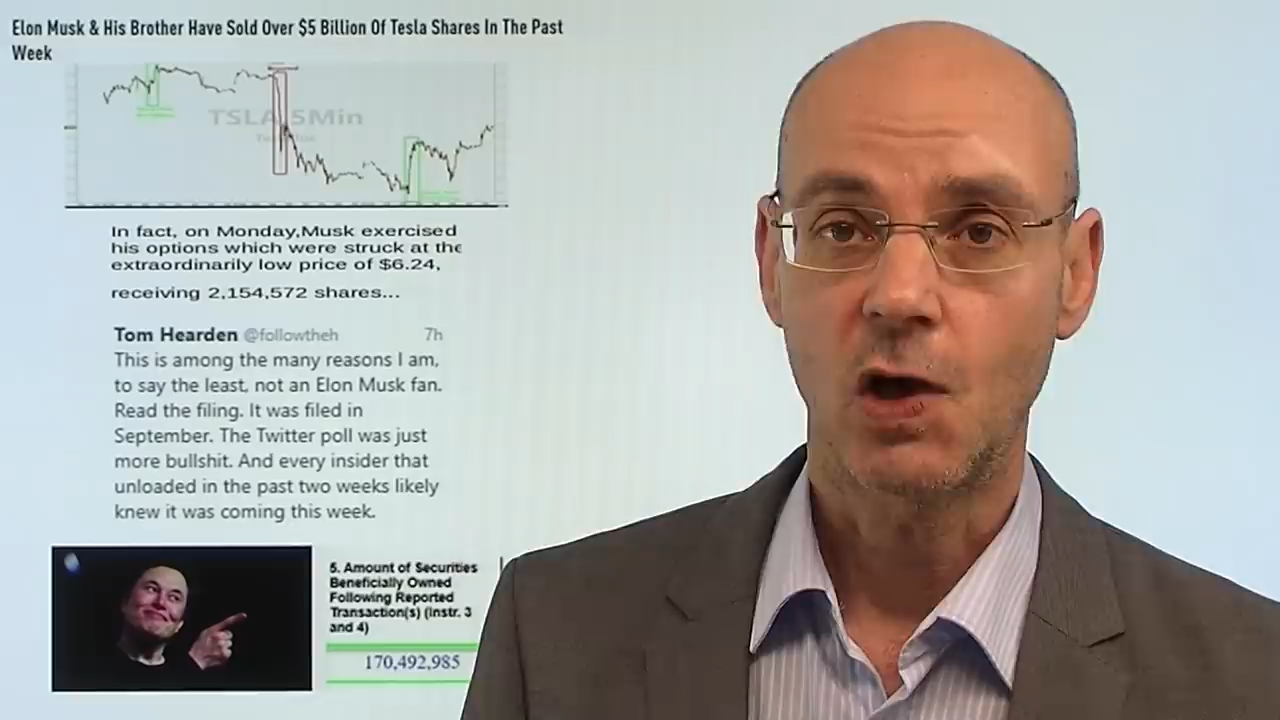 Elon Musk & His Brother Have Sold Over $5 Billion Of Tesla Shares In The Past
Week
TSLA, 5Min
In fact, on Monday,Musk exercised
his options which were struck at the
extraordinarily low price of $6.24,
receiving 2,154,572 shares...
Tom Hearden @followtheh 7h
This is among the many reasons I am,
to say the least, not an Elon Musk fan.
Read the filing. It was filed in
September. The Twitter poll was just
more bullshit. And every insider that
unloaded in the past two weeks likely
knew it was coming this week.
5. Amount of Securities
Beneficially Owned
Following Reported
Transaction(s) (Instr. 3
and 4)
170,492,985